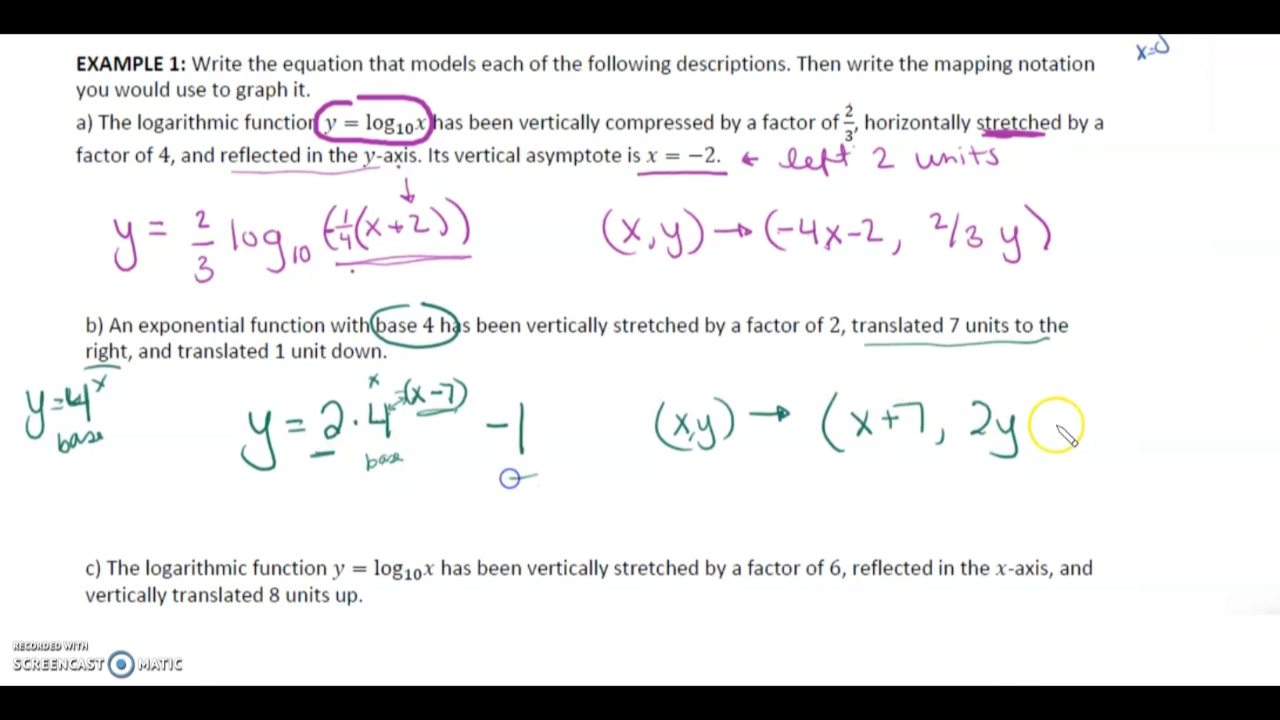 x=0
EXAMPLE 1: Write the equation that models each of the following descriptions. Then write the mapping notation
you would use to graph it.
a) The logarithmic function y = log₁₀x has been vertically compressed by a factor of 2/3, horizontally stretched by a
factor of 4, and reflected in the y-axis. Its vertical asymptote is x = −2. ← left 2 units
y = 2/3 log₁₀ (-1/4(x+2)) (x,y) → (-4x-2, 2/3 y)
b) An exponential function with base 4 has been vertically stretched by a factor of 2, translated 7 units to the
right, and translated 1 unit down.
y=4ˣ
base
x
y = 2 · 4^(x-7) -1 (x,y) → (x+7, 2y
base
c) The logarithmic function y = log₁₀x has been vertically stretched by a factor of 6, reflected in the x-axis, and
vertically translated 8 units up.
RECORDED WITH
SCREENCAST MATIC